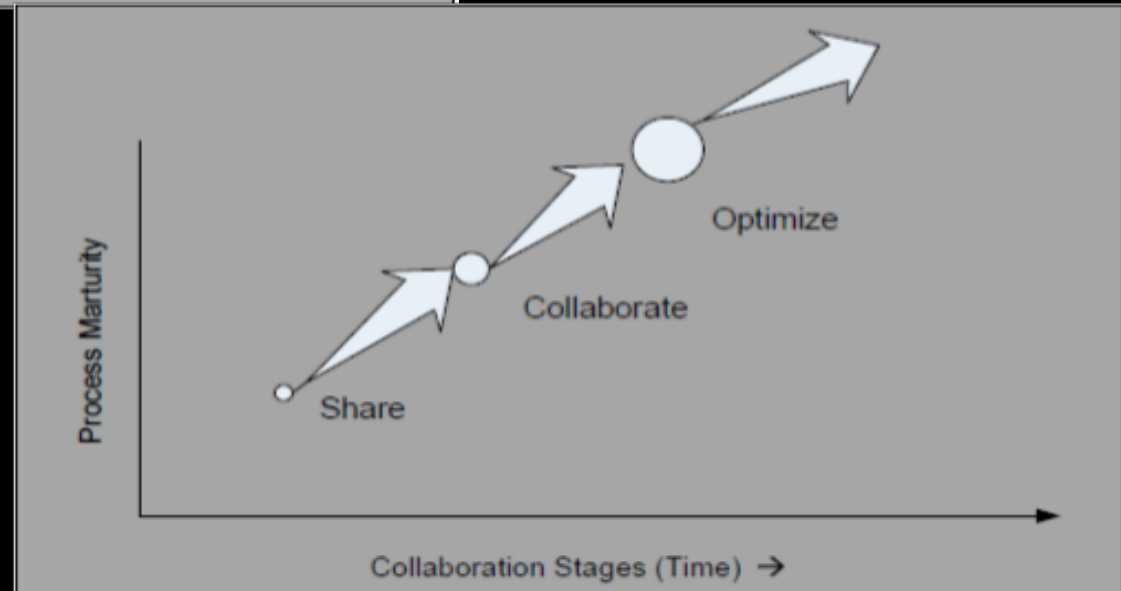 Optimize
Collaborate
Share
Process Marturity
Collaboration Stages (Time) →